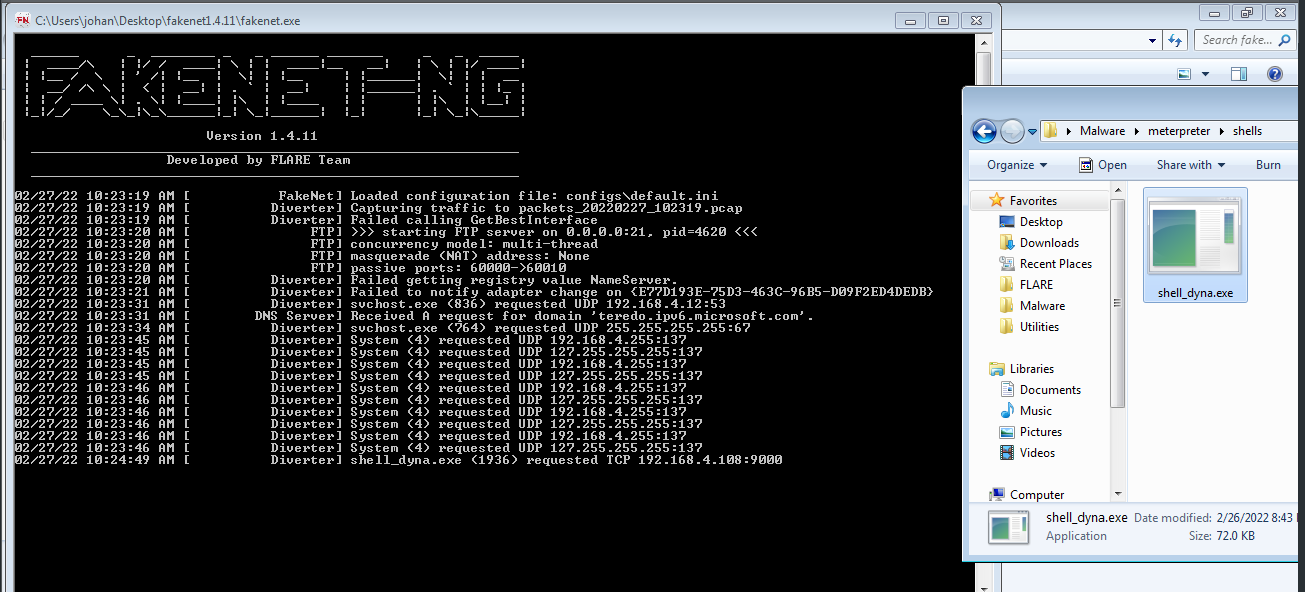 C:\Users\johan\Desktop\fakenet1.4.11\fakenet.exe
FAKENET-NG
Version 1.4.11
Developed by FLARE Team
02/27/22 10:23:19 AM [ FakeNet] Loaded configuration file: configs\default.ini
02/27/22 10:23:19 AM [ Diverter] Capturing traffic to packets_20220227_102319.pcap
02/27/22 10:23:19 AM [ Diverter] Failed calling GetBestInterface
02/27/22 10:23:20 AM [ FTP] >>> starting FTP server on 0.0.0.0:21, pid=4620 <<<
02/27/22 10:23:20 AM [ FTP] concurrency model: multi-thread
02/27/22 10:23:20 AM [ FTP] masquerade (NAT) address: None
02/27/22 10:23:20 AM [ FTP] passive ports: 60000->60010
02/27/22 10:23:20 AM [ Diverter] Failed getting registry value NameServer.
02/27/22 10:23:21 AM [ Diverter] Failed to notify adapter change on {E77D193E-75D3-463C-96B5-D09F2ED4DEDB}
02/27/22 10:23:31 AM [ Diverter] svchost.exe (836) requested UDP 192.168.4.12:53
02/27/22 10:23:31 AM [ DNS Server] Received A request for domain 'teredo.ipv6.microsoft.com'.
02/27/22 10:23:34 AM [ Diverter] svchost.exe (764) requested UDP 255.255.255.255:67
02/27/22 10:23:45 AM [ Diverter] System (4) requested UDP 192.168.4.255:137
02/27/22 10:23:45 AM [ Diverter] System (4) requested UDP 127.255.255.255:137
02/27/22 10:23:45 AM [ Diverter] System (4) requested UDP 192.168.4.255:137
02/27/22 10:23:45 AM [ Diverter] System (4) requested UDP 127.255.255.255:137
02/27/22 10:23:46 AM [ Diverter] System (4) requested UDP 192.168.4.255:137
02/27/22 10:23:46 AM [ Diverter] System (4) requested UDP 127.255.255.255:137
02/27/22 10:23:46 AM [ Diverter] System (4) requested UDP 192.168.4.255:137
02/27/22 10:23:46 AM [ Diverter] System (4) requested UDP 127.255.255.255:137
02/27/22 10:23:46 AM [ Diverter] System (4) requested UDP 192.168.4.255:137
02/27/22 10:23:46 AM [ Diverter] System (4) requested UDP 127.255.255.255:137
02/27/22 10:24:49 AM [ Diverter] shell_dyna.exe (1936) requested TCP 192.168.4.108:9000
Search fake...
Malware meterpreter shells
Organize Open Share with Burn
Favorites
Desktop
Downloads
Recent Places
FLARE
Malware
Utilities
Libraries
Documents
Music
Pictures
Videos
Computer
shell_dyna.exe
shell_dyna.exe Date modified: 2/26/2022 8:43
Application Size: 72.0 KB